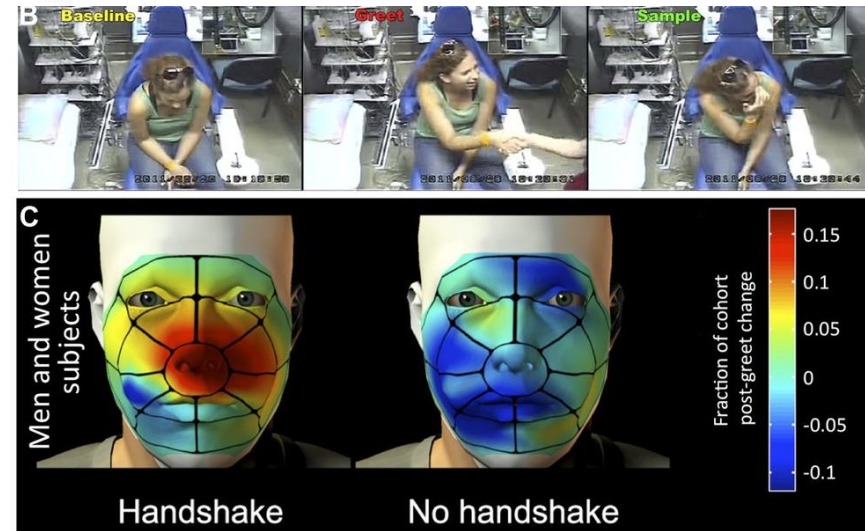 B
Baseline
Greet
Sample
C
Men and women
subjects
Handshake
No handshake
Fraction of cohort
post-greet change
0.15
0.1
0.05
0
-0.05
-0.1